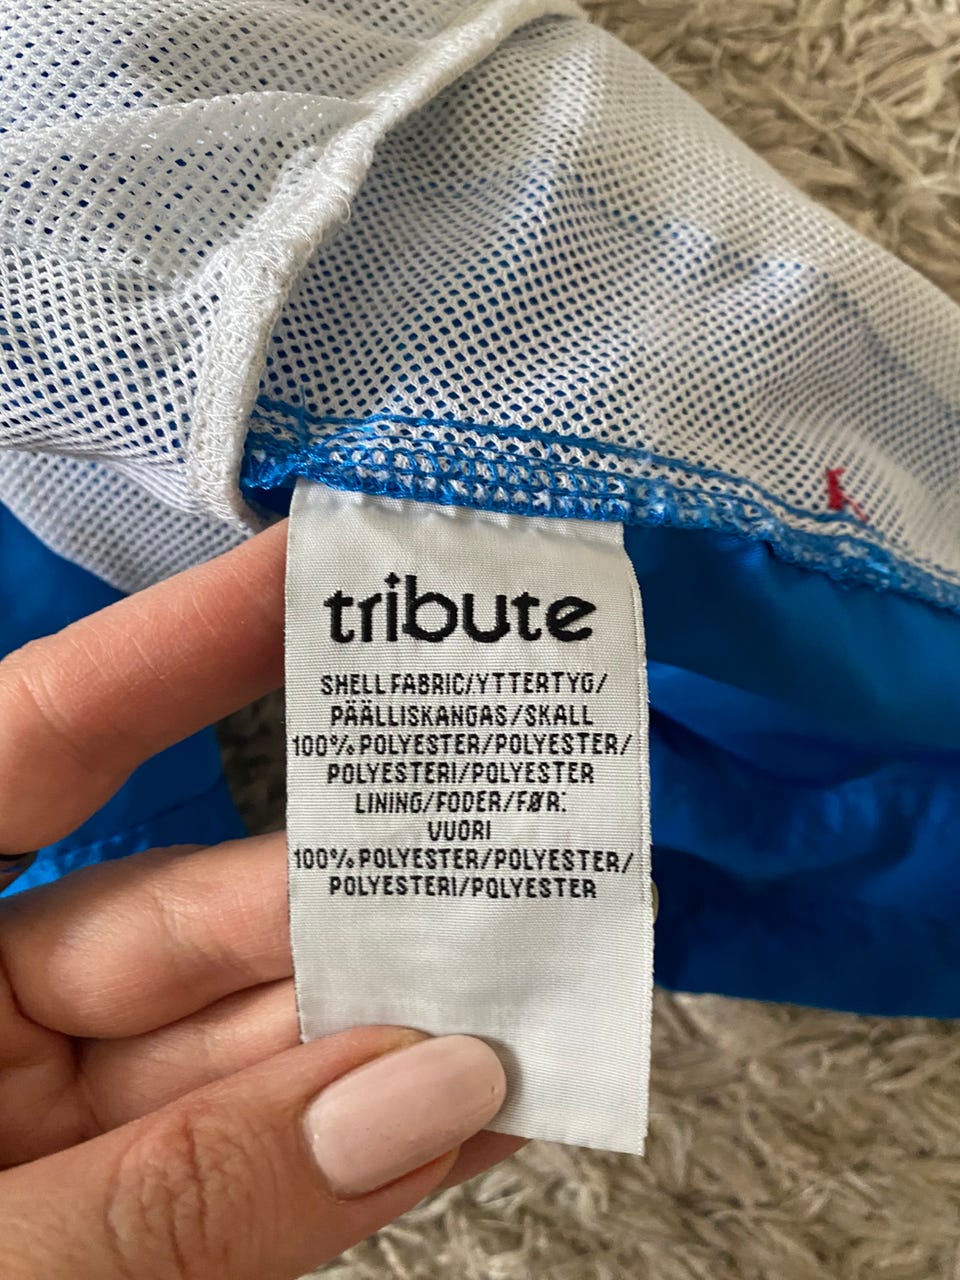 tribute
SHELL FABRIC/YTTERTYG/
PÄÄLLISKANGAS/SKALL
100% POLYESTER/POLYESTER/
POLYESTERI/POLYESTER
LINING/FODER/FØR:
VUORI
100% POLYESTER/POLYESTER/
POLYESTERI/POLYESTER